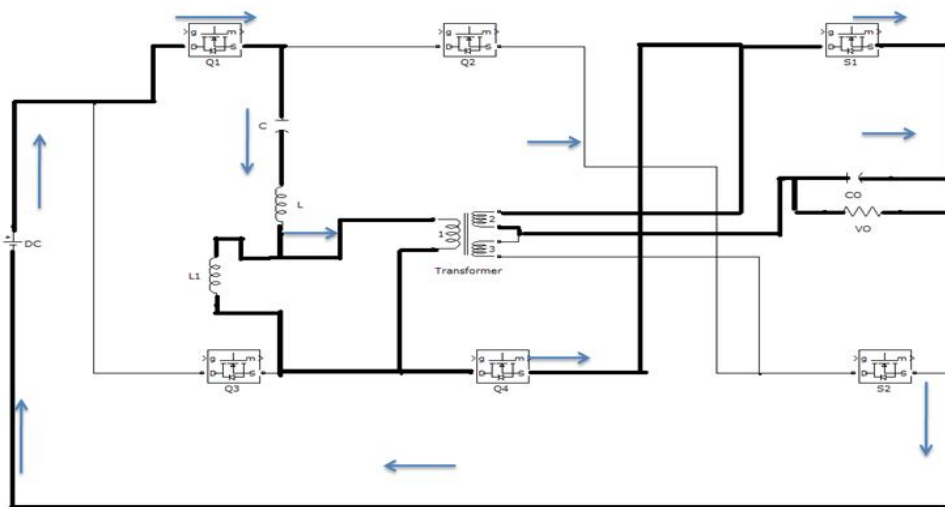 g m
D S
Q1
g m
D S
Q2
g m
D S
S1
C
L
+
DC
L1
1
2
3
Transformer
CO
VO
g m
D S
Q3
g m
D S
Q4
g m
D S
S2